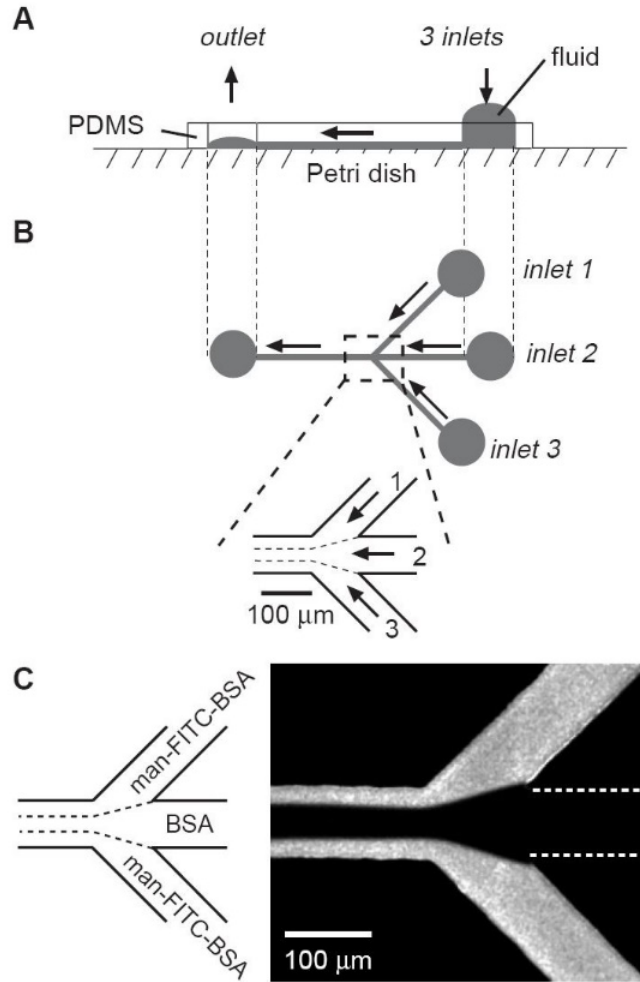 A
outlet
3 inlets
fluid
PDMS
Petri dish
B
inlet 1
inlet 2
inlet 3
1
2
100 μm
3
C
man-FITC-BSA
BSA
man-FITC-BSA
100 μm